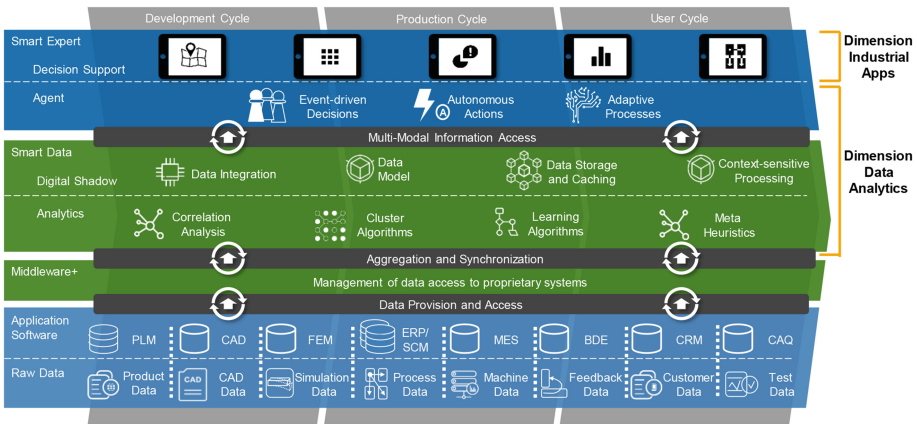 Development Cycle
Production Cycle
User Cycle
Smart Expert
Decision Support
Dimension
Industrial
Apps
Agent
Event-driven
Decisions
A
Autonomous
Actions
Adaptive
Processes
Multi-Modal Information Access
Smart Data
Digital Shadow
Data Integration
Data
Model
Data Storage
and Caching
Context-sensitive
Processing
Dimension
Data
Analytics
Analytics
Correlation
Analysis
Cluster
Algorithms
Learning
Algorithms
Meta
Heuristics
Aggregation and Synchronization
Middleware+
Management of data access to proprietary systems
Data Provision and Access
Application
Software
PLM
CAD
FEM
ERP/
SCM
MES
BDE
CRM
CAQ
Raw Data
Product
Data
CAD
CAD
Data
Simulation
Data
Process
Data
Machine
Data
Feedback
Data
Customer
Data
Test
Data